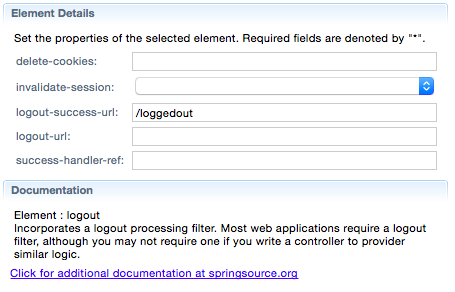 Element Details
Set the properties of the selected element. Required fields are denoted by "*".
delete-cookies:
invalidate-session:
logout-success-url: /loggedout
logout-url:
success-handler-ref:
Documentation
Element : logout
Incorporates a logout processing filter. Most web applications require a logout
filter, although you may not require one if you write a controller to provider
similar logic.
Click for additional documentation at springsource.org